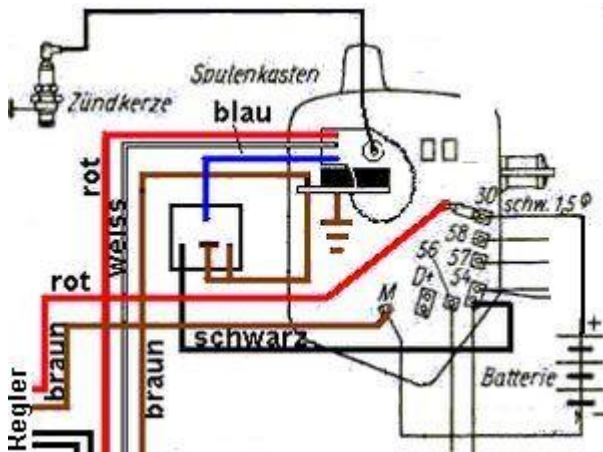 Zündkerze
Spulenkasten
blau
rot
weiss
30
schw. 1,5
58
56
57
54
D+
M
rot
braun
schwarz
braun
Regler
Batterie
+
-